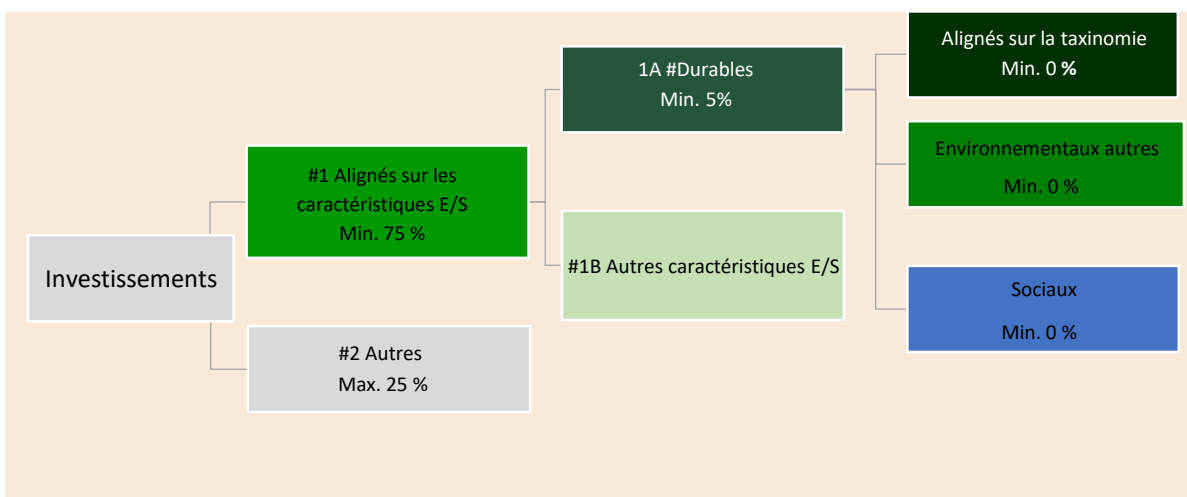 Investissements
#1 Alignés sur les
caractéristiques E/S
Min. 75 %
#2 Autres
Max. 25 %
1A #Durables
Min. 5%
#1B Autres caractéristiques E/S
Alignés sur la taxinomie
Min. 0 %
Environnementaux autres
Min. 0 %
Sociaux
Min. 0 %